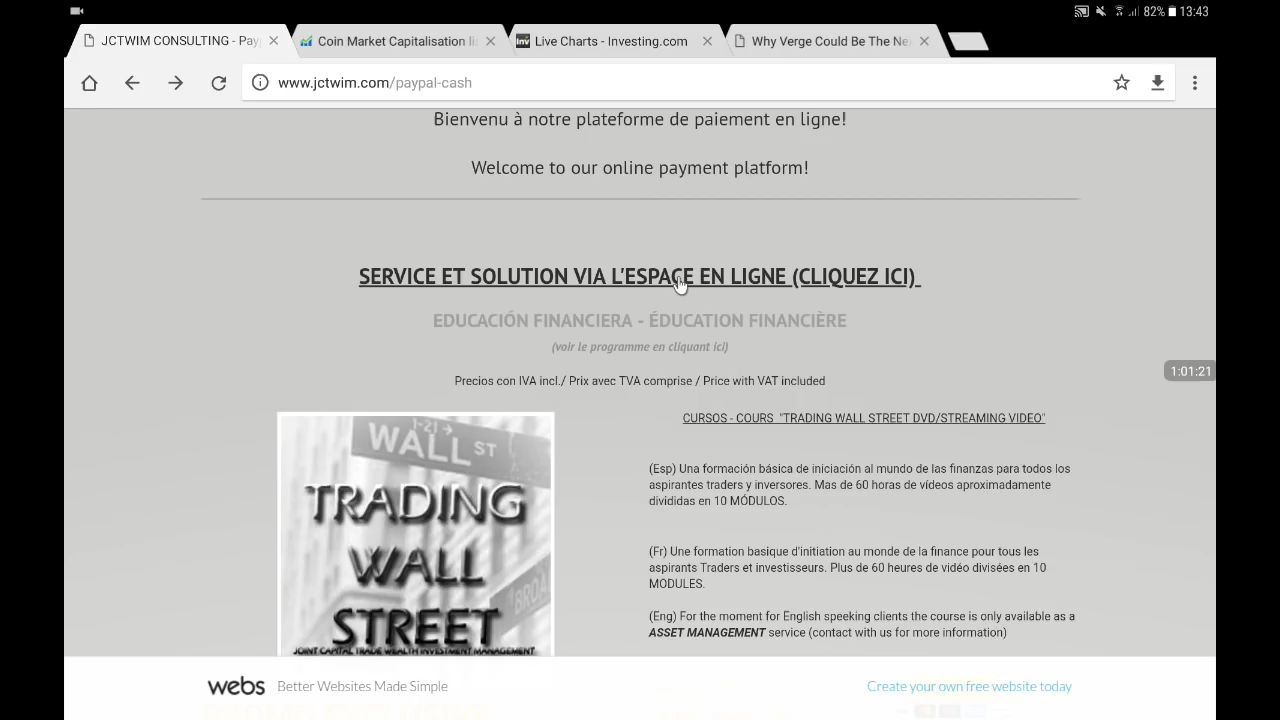 82% 13:43
JCTWIM CONSULTING - Pay
Coin Market Capitalisation li
Live Charts - Investing.com
Why Verge Could Be The Ne
www.jctwim.com/paypal-cash
Bienvenu à notre plateforme de paiement en ligne!
Welcome to our online payment platform!
SERVICE ET SOLUTION VIA L'ESPACE EN LIGNE (CLIQUEZ ICI)
EDUCACIÓN FINANCIERA - ÉDUCATION FINANCIÈRE
(voir le programme en cliquant ici)
Precios con IVA incl./ Prix avec TVA comprise / Price with VAT included
1:01:21
CURSOS - COURS "TRADING WALL STREET DVD/STREAMING VIDEO"
1-21
WALL ST
TRADING
WALL
STREET
BROA
JOINT CAPITAL TRADE WEALTH INVESTMENT MANAGEMENT
(Esp) Una formación básica de iniciación al mundo de las finanzas para todos los
aspirantes traders y inversores. Mas de 60 horas de vídeos aproximadamente
divididas en 10 MÓDULOS.
(Fr) Une formation basique d'initiation au monde de la finance pour tous les
aspirants Traders et investisseurs. Plus de 60 heures de vidéo divisées en 10
MODULES.
(Eng) For the moment for English speeking clients the course is only available as a
ASSET MANAGEMENT service (contact with us for more information)
webs Better Websites Made Simple
Create your own free website today